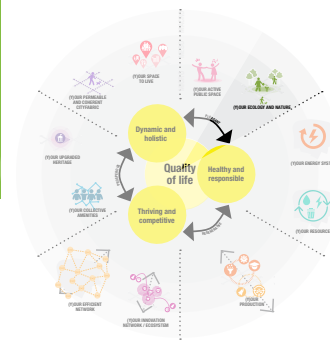 (Y)OUR SPACE
TO LIVE
(Y)OUR ACTIVE
PUBLIC SPACE
(Y)OUR ECOLOGY AND NATURE,
(Y)OUR PERMEABLE
AND COHERENT
CITYFABRIC
(Y)OUR UPGRADED
HERITAGE
(Y)OUR ENERGY SYST
Dynamic and
holistic
Quality
of life
Healthy and
responsible
Thriving and
competitive
(Y)OUR COLLECTIVE
AMENITIES
(Y)OUR RESOURCE
(Y)OUR EFFICIENT
NETWORK
(Y)OUR INNOVATION
NETWORK / ECOSYSTEM
(Y)OUR
PRODUCTION